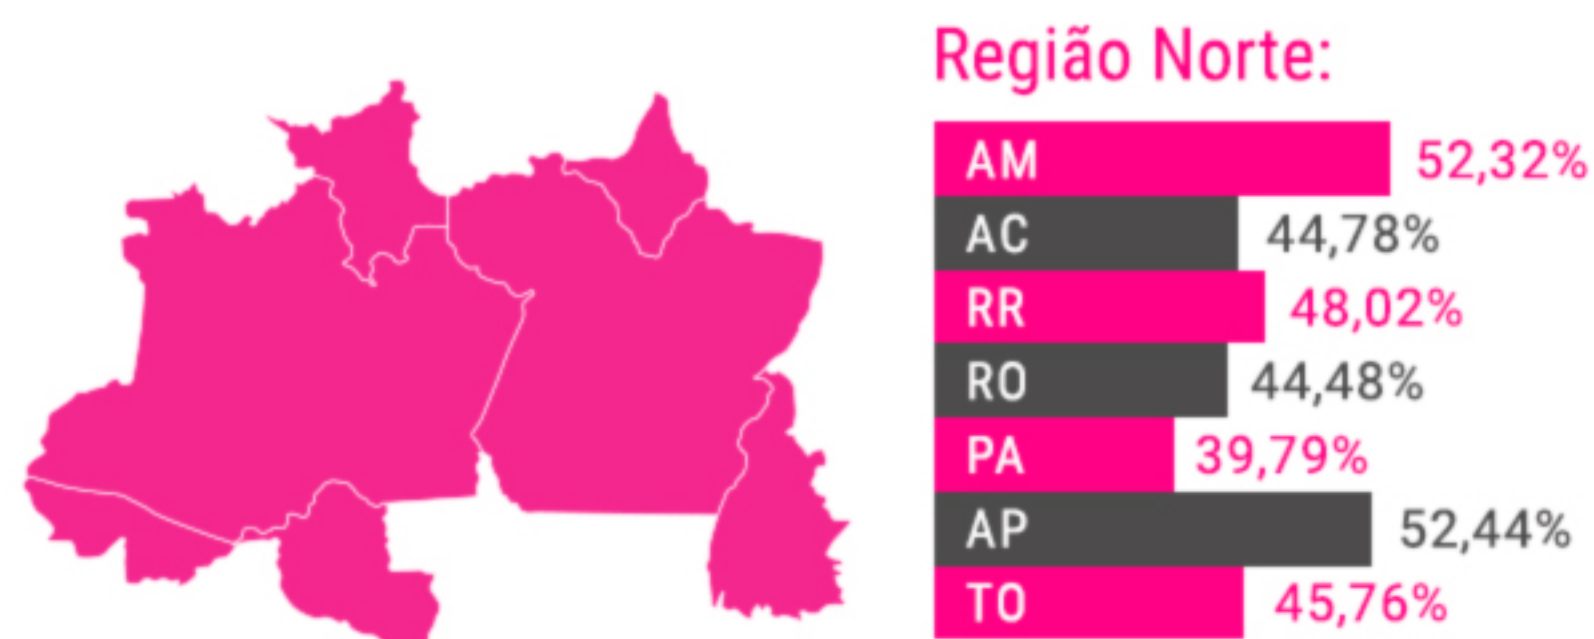 Região Norte:
AM 52,32%
AC 44,78%
RR 48,02%
RO 44,48%
PA 39,79%
AP 52,44%
TO 45,76%